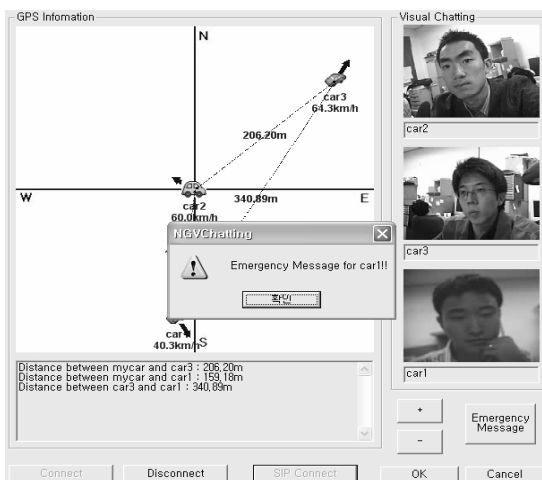 GPS Infomation
N
car3
64.3km/h
206.20m
W
E
340.89m
car2
60.0km/h
NGVChatting
Emergency Message for car1!!
확인
S
40.3km/h
Distance between mycar and car3 : 206,20m
Distance between mycar and car1 : 159,18m
Distance between car3 and car1 : 340,89m
Connect
Disconnect
SIP Connect
Visual Chatting
car2
car3
car1
+
-
Emergency
Message
OK
Cancel